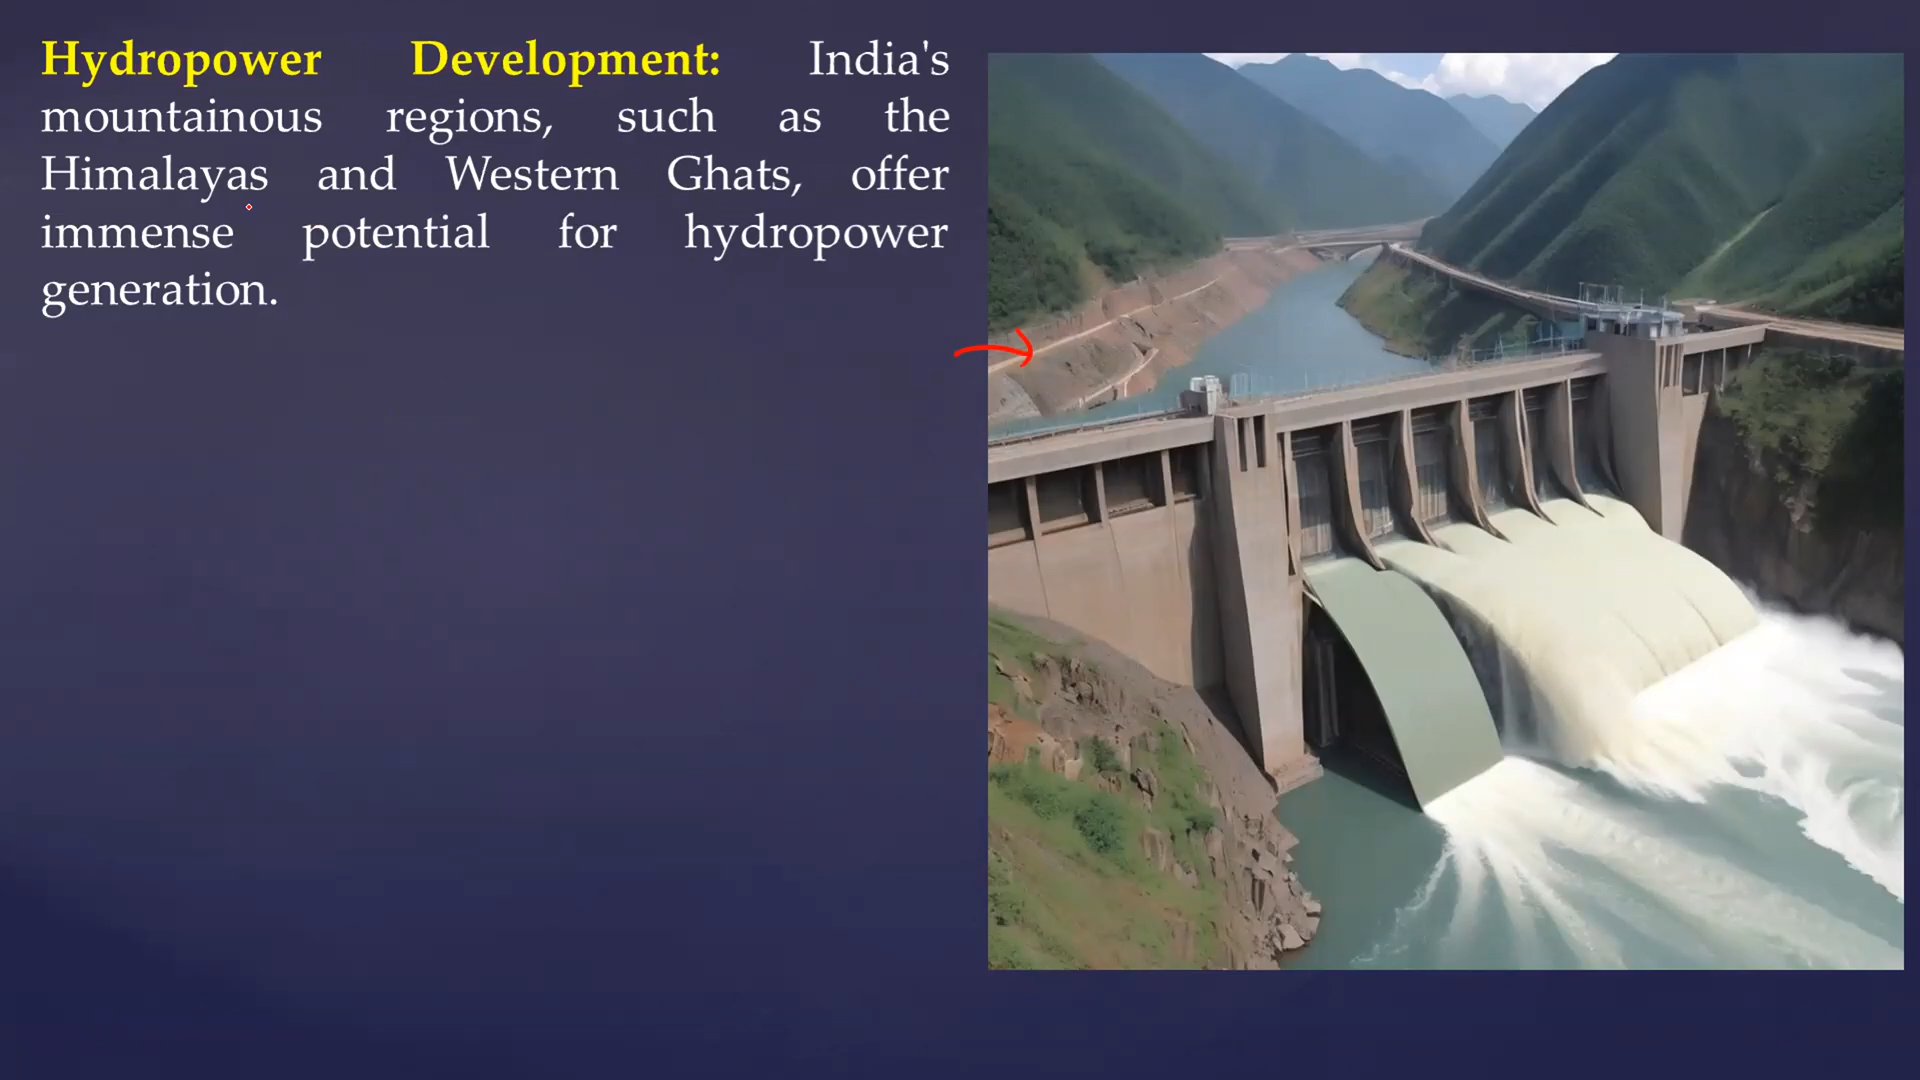 Hydropower Development: India's
mountainous regions, such as the
Himalayas and Western Ghats, offer
immense potential for hydropower
generation.